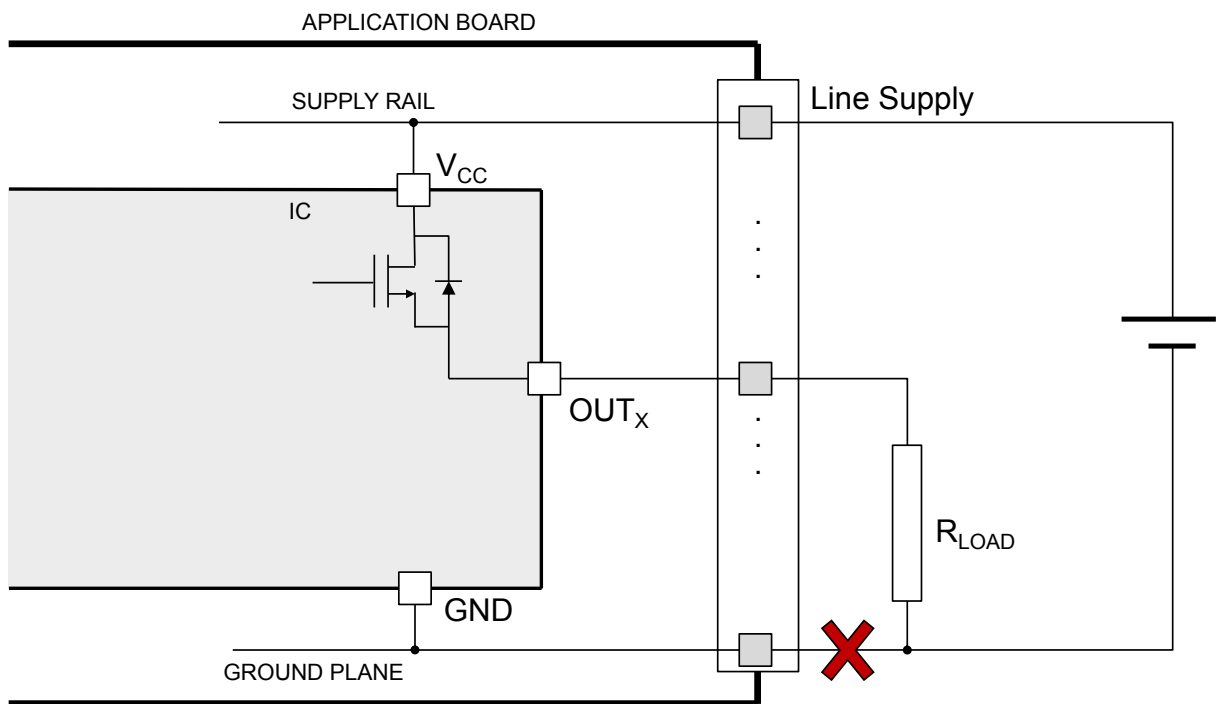 APPLICATION BOARD
SUPPLY RAIL
Line Supply
VCC
IC
OUTX
RLOAD
GND
GROUND PLANE